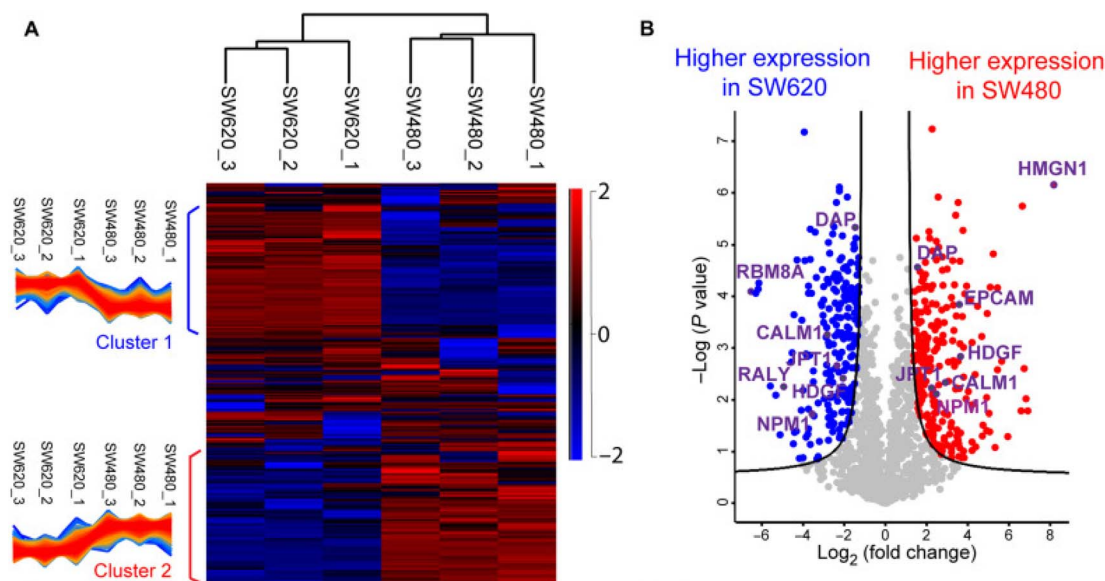 A
SW620_3
SW620_2
SW620_1
SW480_3
SW480_2
SW480_1
SW620_3
SW620_2
SW620_1
SW480_3
SW480_2
SW480_1
Cluster 1
SW620_3
SW620_2
SW620_1
SW480_3
SW480_2
SW480_1
Cluster 2
2
0
−2
B
Higher expression
in SW620
Higher expression
in SW480
−Log (P value)
7
6
5
4
3
2
1
0
HMGN1
DAP
DAP
RBM8A
EPCAM
CALM1
JPT1
HDGF
RALY
JPT1
CALM1
HDGF
NPM1
NPM1
-6
-4
-2
0
2
4
6
8
Log2 (fold change)